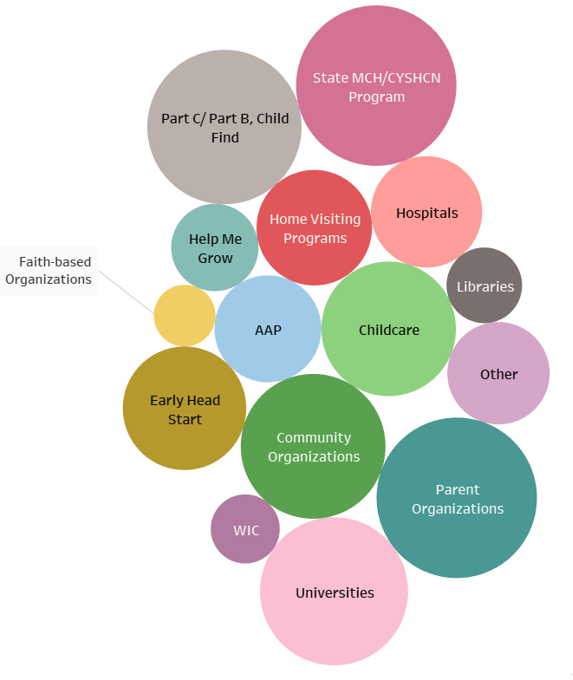 State MCH/CYSHCN
Program
Part C/ Part B, Child
Find
Home Visiting
Programs
Hospitals
Help Me
Grow
Faith-based
Organizations
Libraries
AAP
Childcare
Other
Early Head
Start
Community
Organizations
Parent
Organizations
WIC
Universities